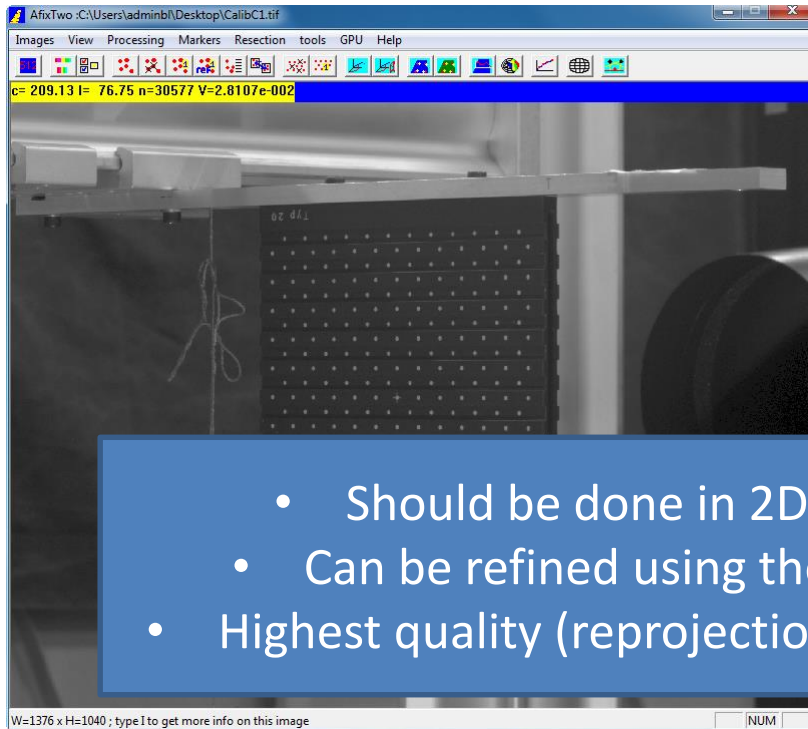 AfixTwo :C:\Users\adminbl\Desktop\CalibC1.tif
Images View Processing Markers Resection tools GPU Help
c= 209.13 l= 76.75 n=30577 V=2.8107e-002
Typ 20
• Should be done in 2D
• Can be refined using the
• Highest quality (reprojectio
W=1376 x H=1040 ; type I to get more info on this image
NUM